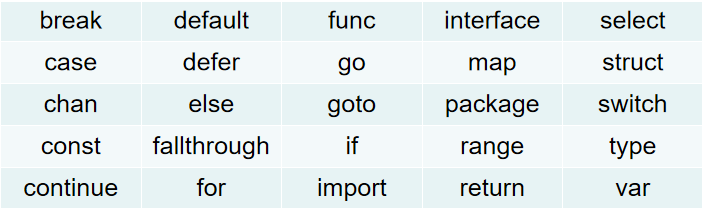 break default func interface select
case defer go map struct
chan else goto package switch
const fallthrough if range type
continue for import return var